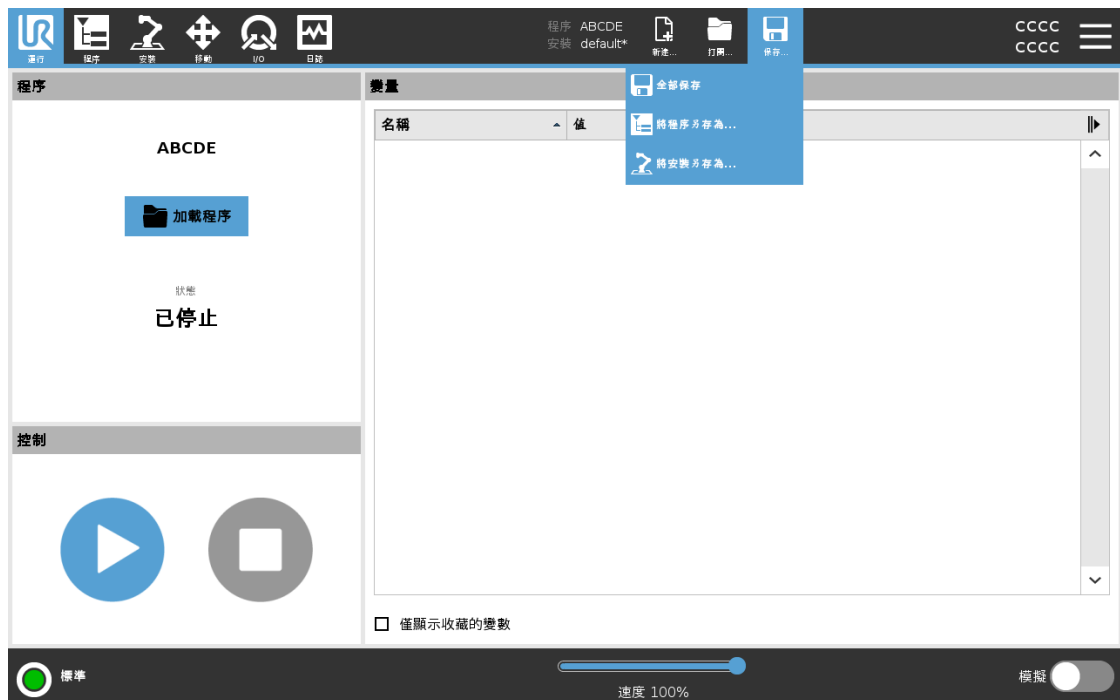 程序 ABCDE
安裝 default*
CCCC
CCCC
運行
程序
安裝
移動
I/O
日誌
新建...
打開...
保存...
程序
變量
全部保存
將程序另存為...
將安裝另存為...
名稱
值
ABCDE
加載程序
狀態
已停止
控制
僅顯示收藏的變數
標準
速度 100%
模擬